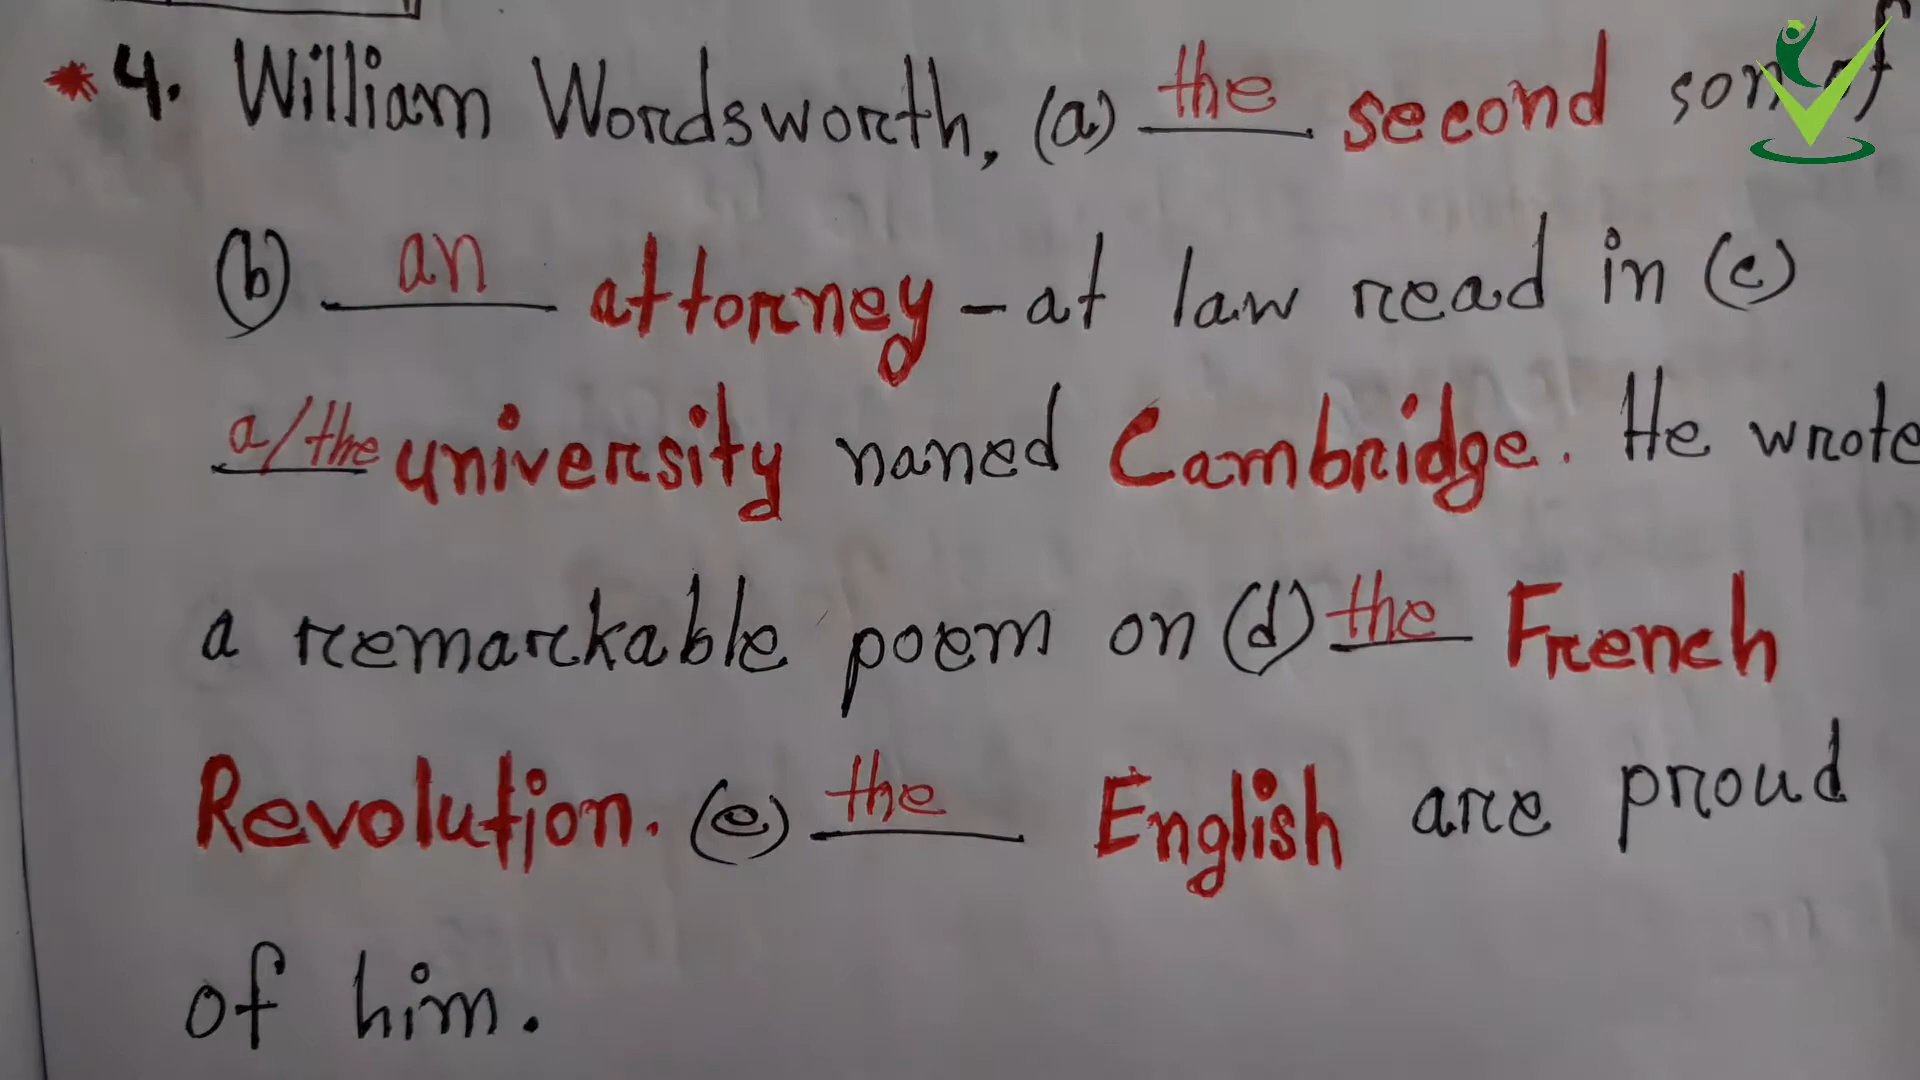 *4. William Wordsworth, (a) the second son of
(b) an attorney - at law read in (c)
a/the university named Cambridge. He wrote
a remarkable poem on (d) the French
Revolution. (e) the English are proud
of him.